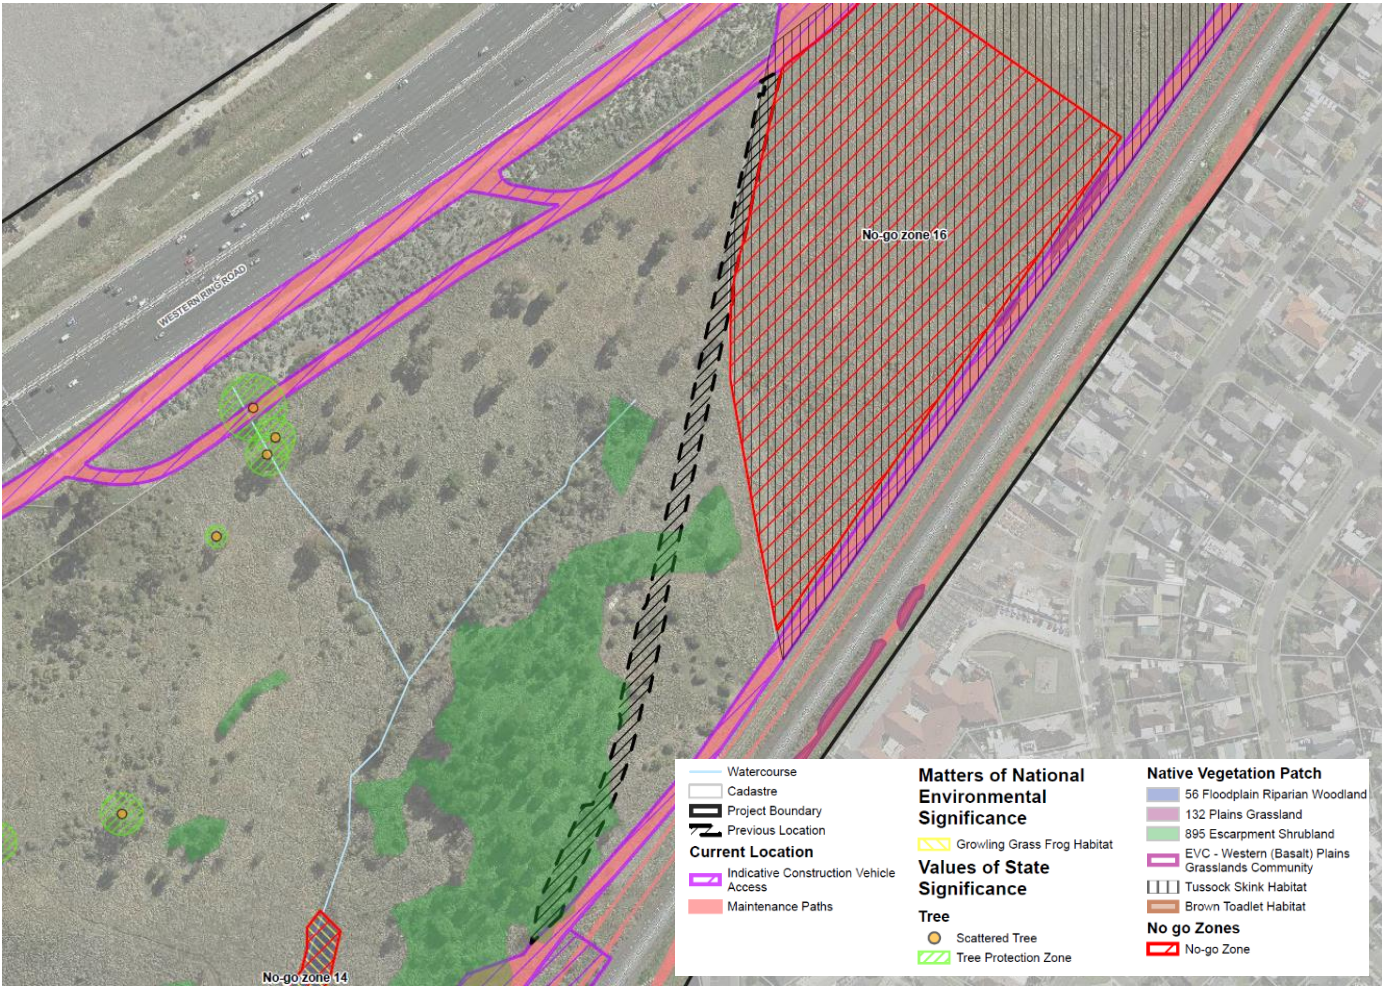 No-go zone 16
WESTERN RING ROAD
No-go zone 14
Watercourse
Cadastre
Project Boundary
Previous Location
Current Location
Indicative Construction Vehicle
Access
Maintenance Paths
Matters of National
Environmental
Significance
Growling Grass Frog Habitat
Values of State
Significance
Tree
Scattered Tree
Tree Protection Zone
Native Vegetation Patch
56 Floodplain Riparian Woodland
132 Plains Grassland
895 Escarpment Shrubland
EVC - Western (Basalt) Plains
Grasslands Community
Tussock Skink Habitat
Brown Toadlet Habitat
No go Zones
No-go Zone